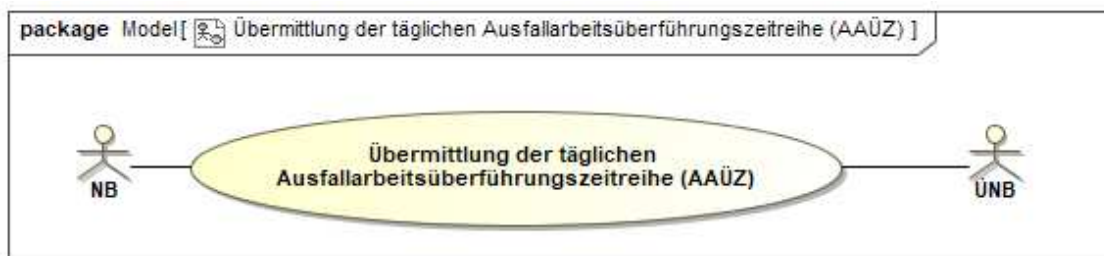 package Model[ Übermittlung der täglichen Ausfallarbeitsüberführungszeitreihe (AAÜZ) ]
Übermittlung der täglichen
Ausfallarbeitsüberführungszeitreihe (AAÜZ)
NB
ÜNB